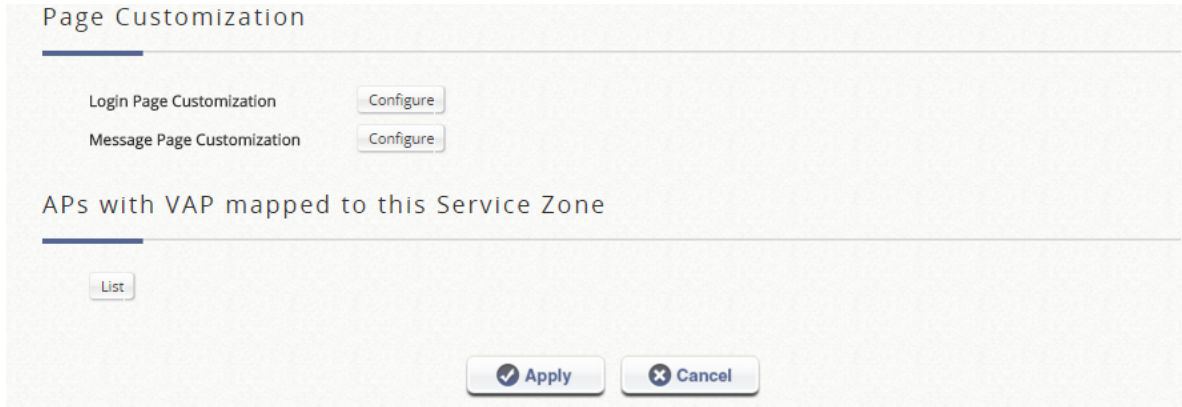 Page Customization
Login Page Customization Configure
Message Page Customization Configure
APs with VAP mapped to this Service Zone
List
Apply Cancel